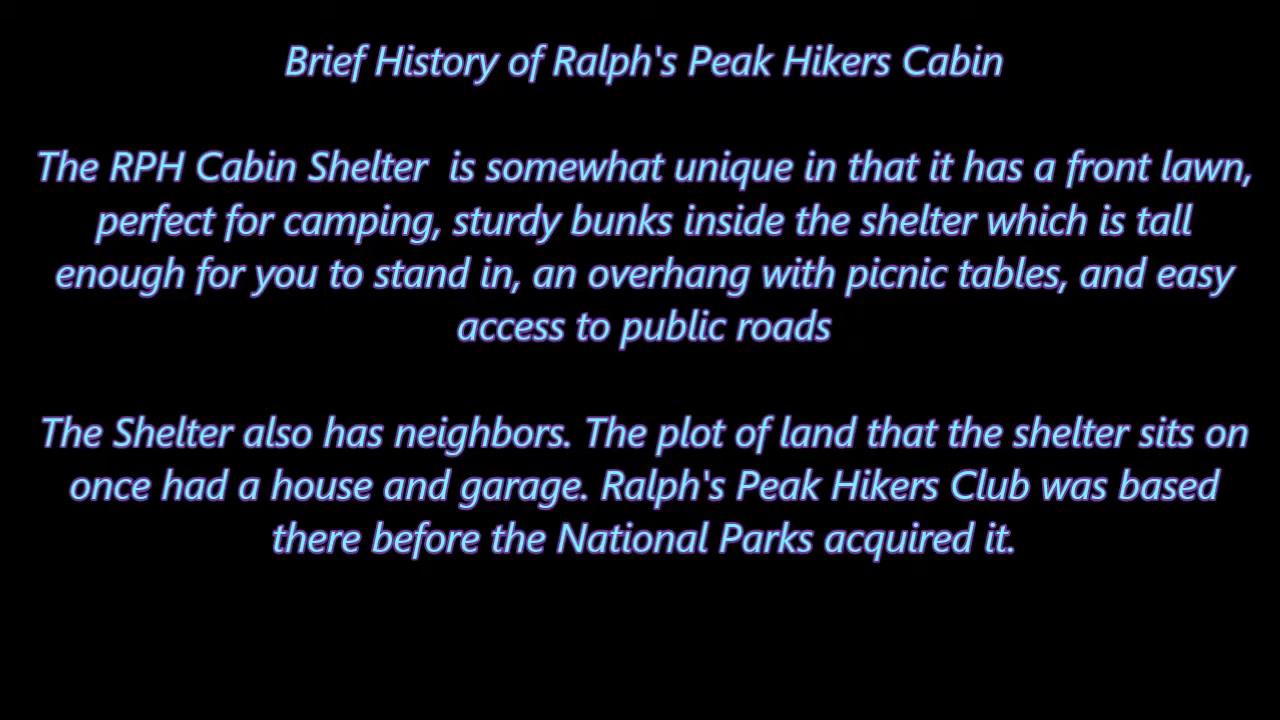 Brief History of Ralph's Peak Hikers Cabin
The RPH Cabin Shelter  is somewhat unique in that it has a front lawn,
perfect for camping, sturdy bunks inside the shelter which is tall
enough for you to stand in, an overhang with picnic tables, and easy
access to public roads
The Shelter also has neighbors. The plot of land that the shelter sits on
once had a house and garage. Ralph's Peak Hikers Club was based
there before the National Parks acquired it.